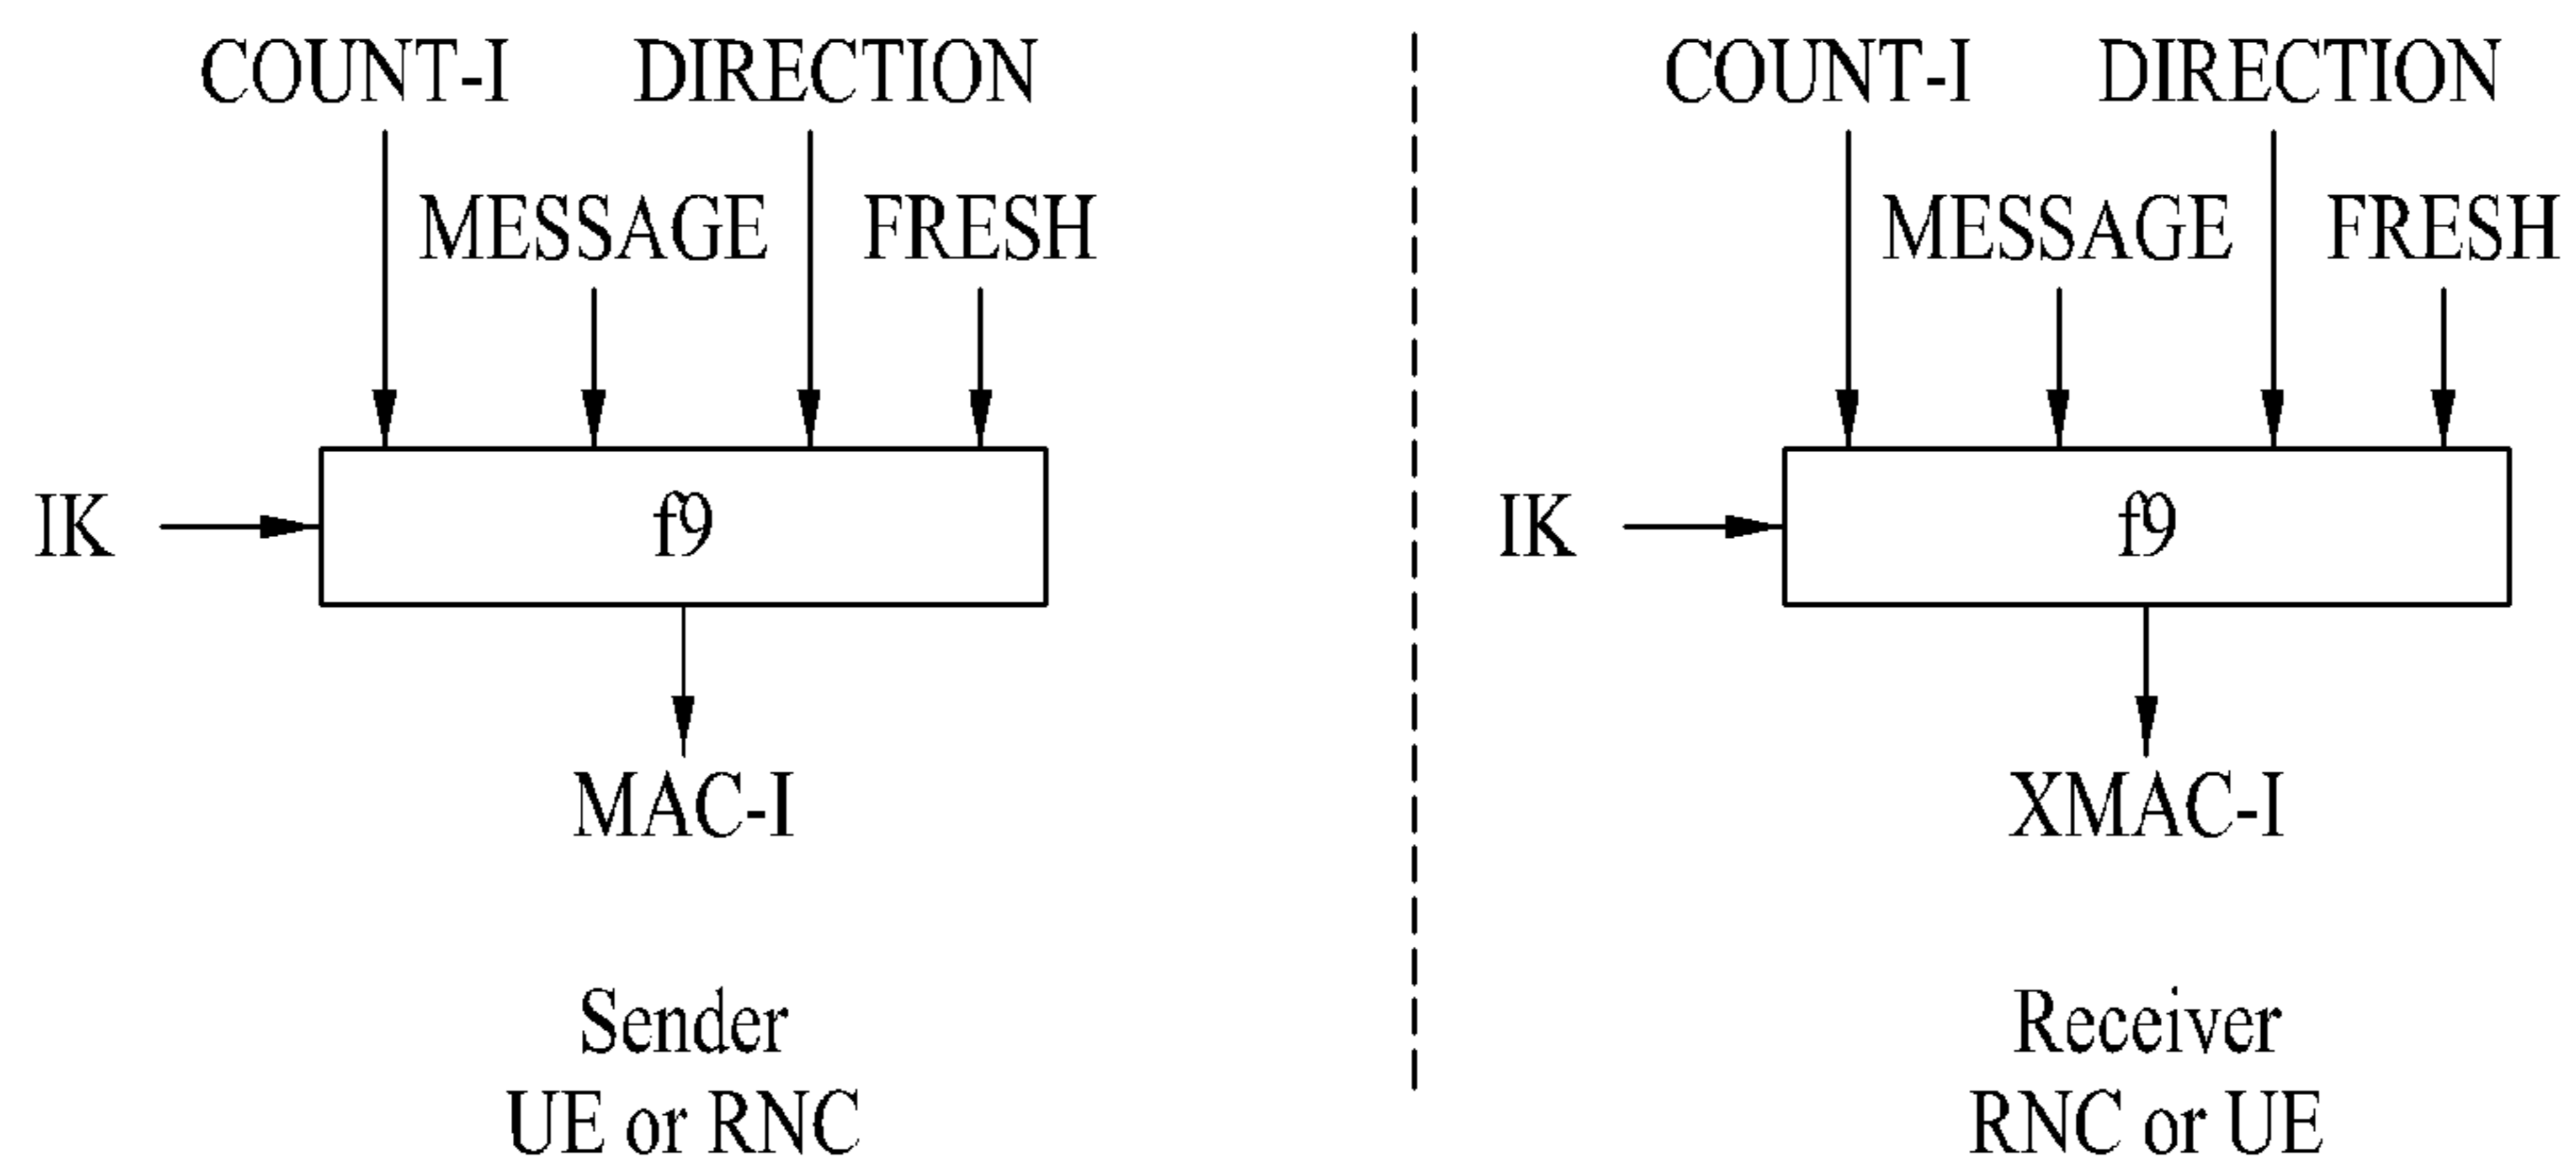 COUNT-I DIRECTION
MESSAGE FRESH
IK f9
MAC-I
Sender
UE or RNC
COUNT-I DIRECTION
MESSAGE FRESH
IK f9
XMAC-I
Receiver
RNC or UE